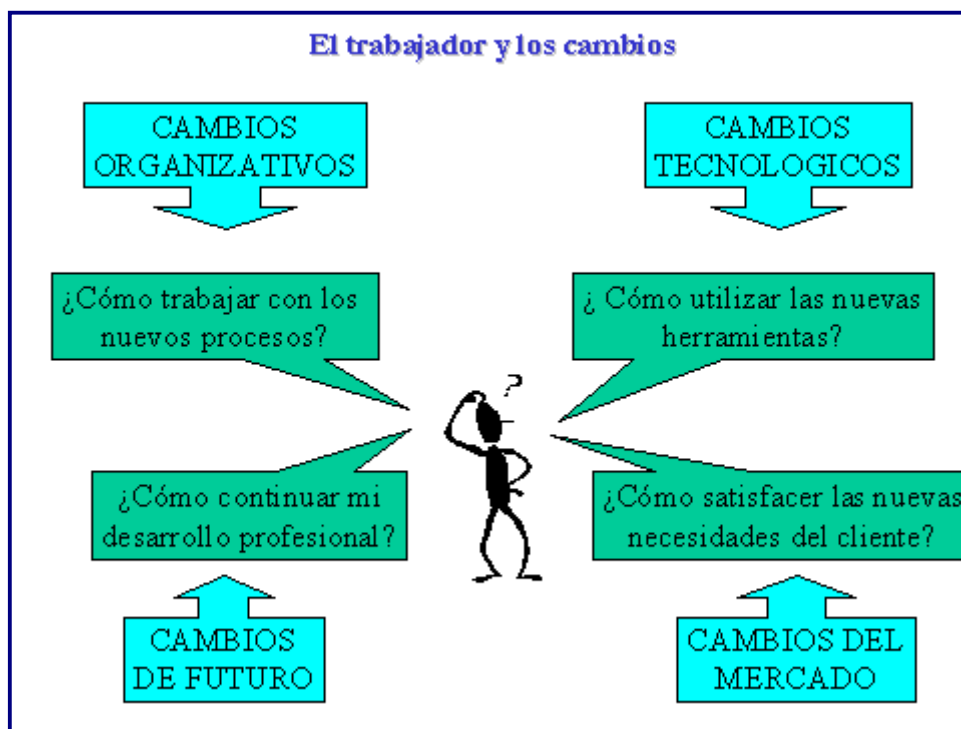 El trabajador y los cambios
CAMBIOS
ORGANIZATIVOS
CAMBIOS
TECNOLOGICOS
¿Cómo trabajar con los
nuevos procesos?
¿ Cómo utilizar las nuevas
herramientas?
?
¿Cómo continuar mi
desarrollo profesional?
¿Cómo satisfacer las nuevas
necesidades del cliente?
CAMBIOS
DE FUTURO
CAMBIOS DEL
MERCADO